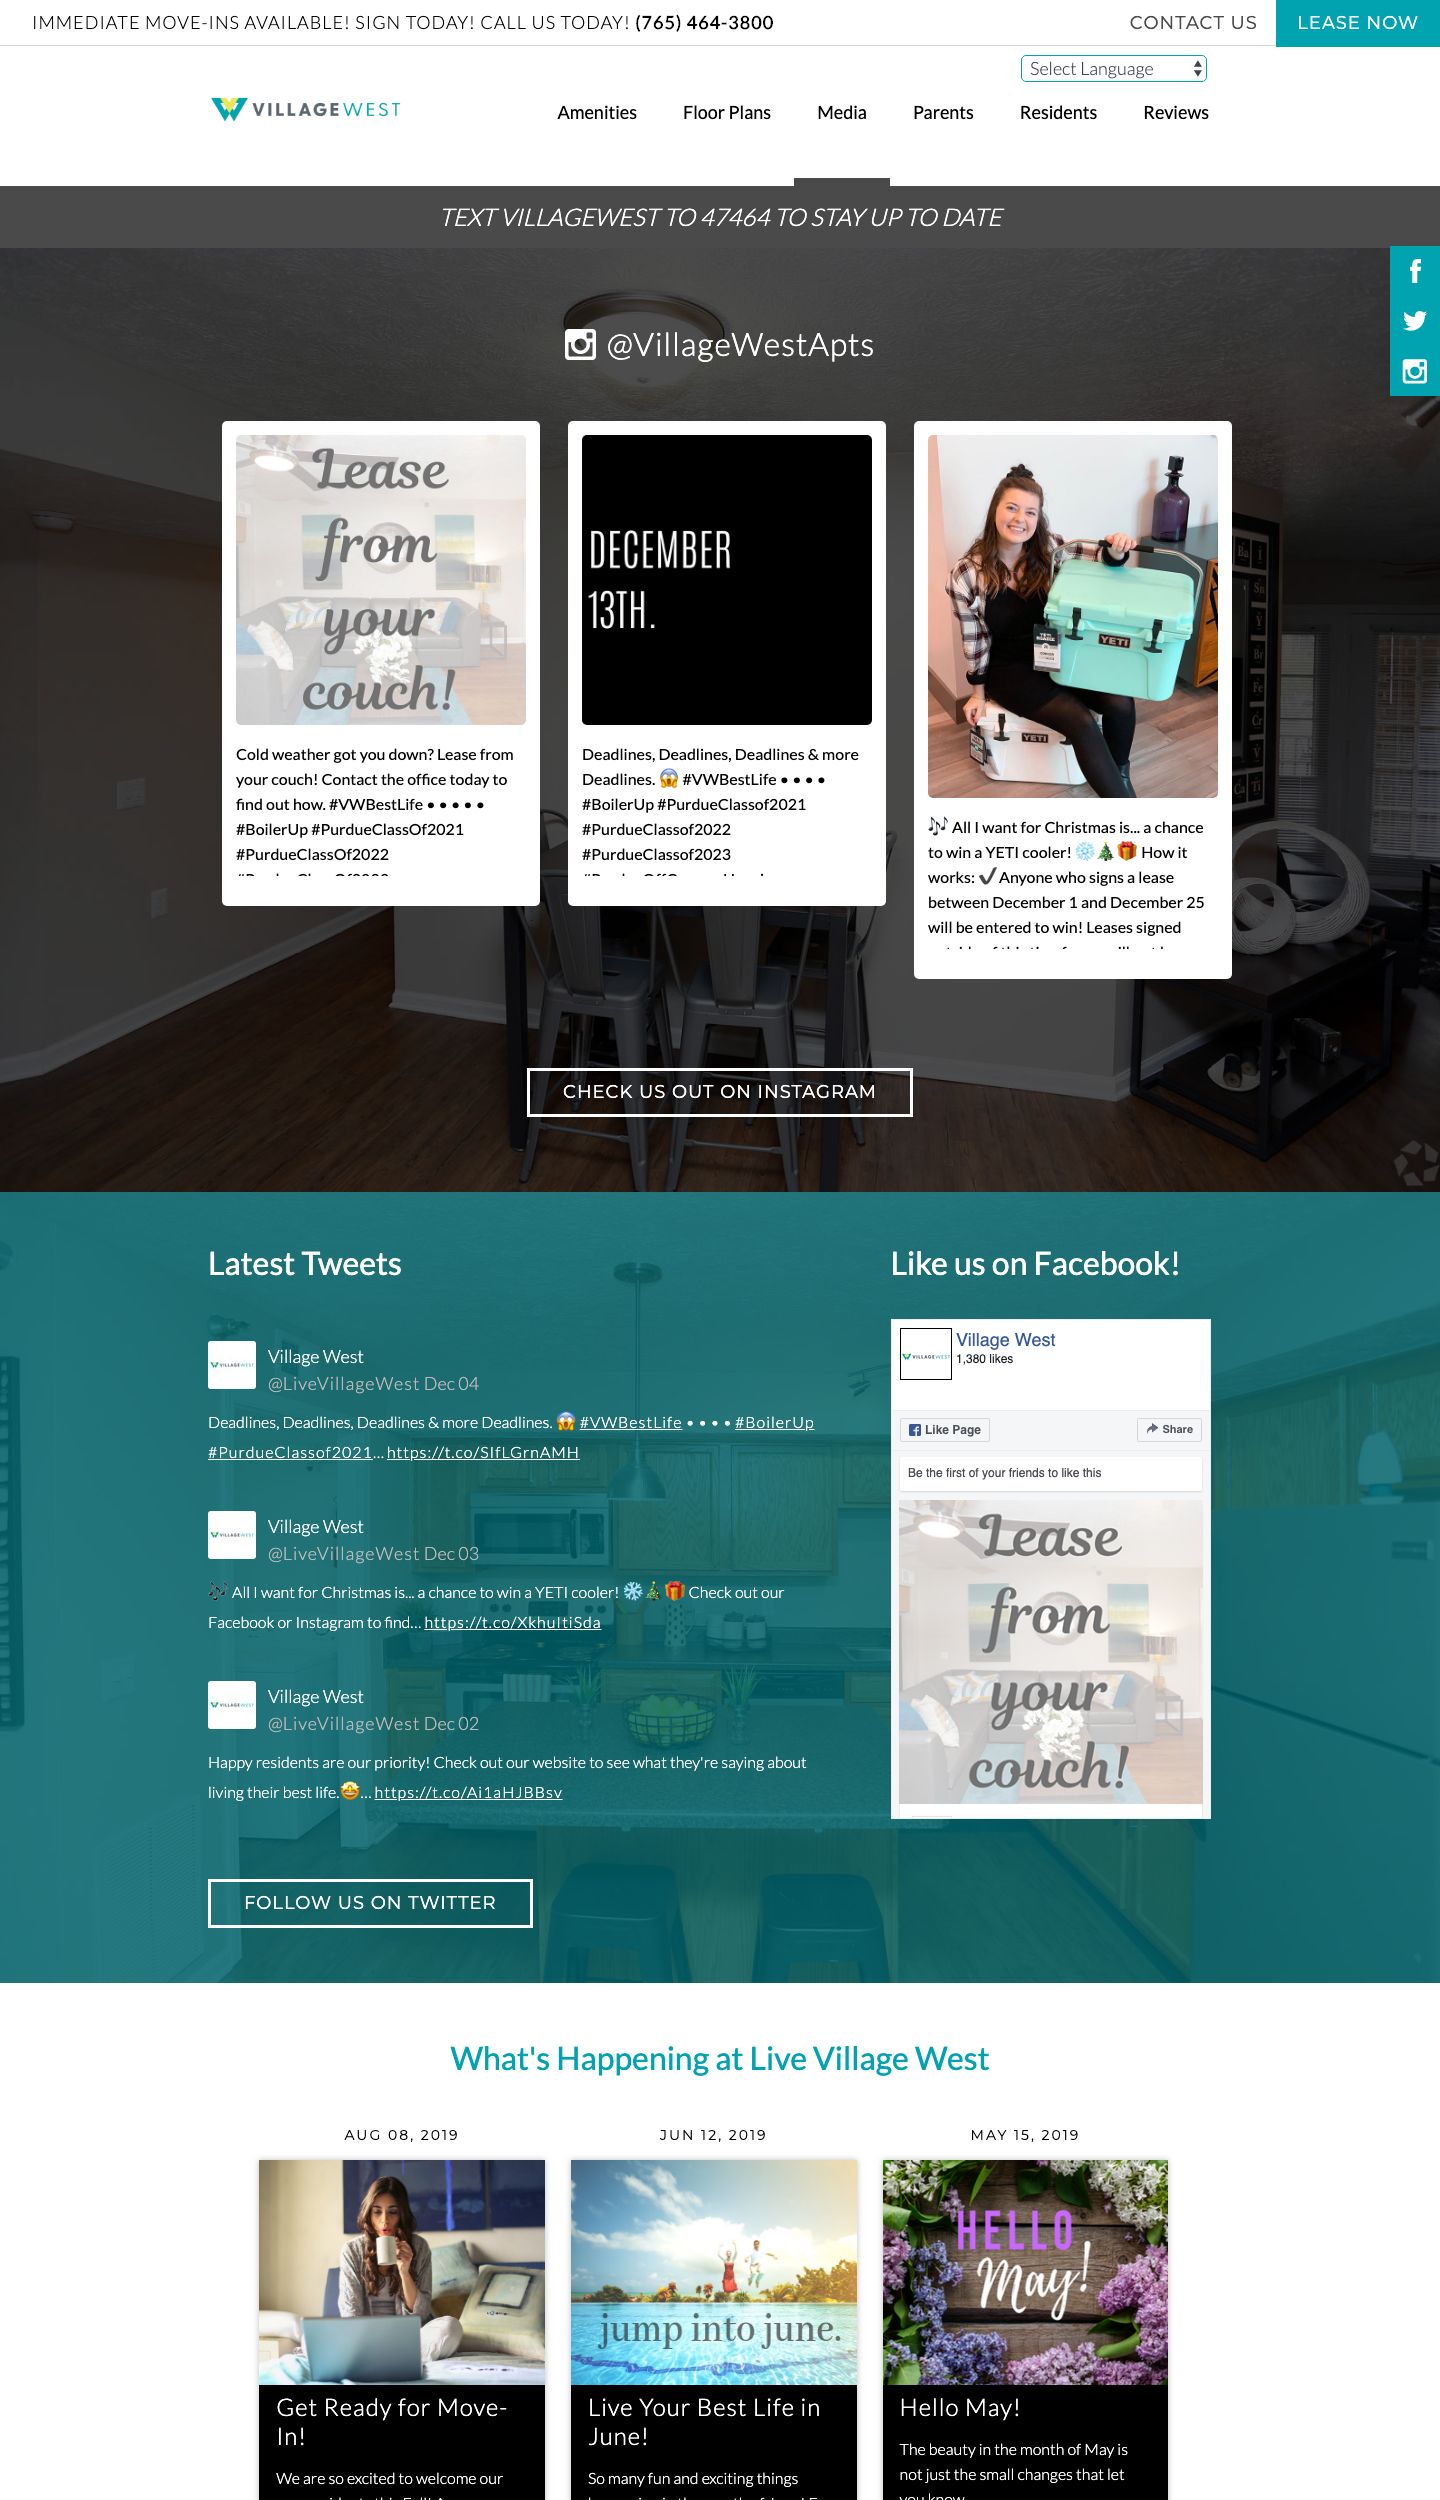 IMMEDIATE MOVE-INS AVAILABLE! SIGN TODAY! CALL US TODAY! (765) 464-3800
CONTACT US
LEASE NOW
Select Language
VILLAGEWEST
Amenities
Floor Plans
Media
Parents
Residents
Reviews
TEXT VILLAGEWEST TO 47464 TO STAY UP TO DATE
@VillageWestApts
Lease
from
your
couch!
Cold weather got you down? Lease from
your couch! Contact the office today to
find out how. #VWBestLife • • • • •
#BoilerUp #PurdueClassOf2021
#PurdueClassOf2022
DECEMBER
13TH.
Deadlines, Deadlines, Deadlines & more
Deadlines. 😱 #VWBestLife • • • •
#BoilerUp #PurdueClassof2021
#PurdueClassof2022
#PurdueClassof2023
YETI
YETI
🎶 All I want for Christmas is... a chance
to win a YETI cooler! ❄️🎄🎁 How it
works: ✔️Anyone who signs a lease
between December 1 and December 25
will be entered to win! Leases signed
CHECK US OUT ON INSTAGRAM
Latest Tweets
Village West
@LiveVillageWest Dec 04
Deadlines, Deadlines, Deadlines & more Deadlines. 😱 #VWBestLife • • • • #BoilerUp
#PurdueClassof2021… https://t.co/SIfLGrnAMH
Village West
@LiveVillageWest Dec 03
🎶 All I want for Christmas is... a chance to win a YETI cooler! ❄️🎄🎁 Check out our
Facebook or Instagram to find… https://t.co/XkhuItiSda
Village West
@LiveVillageWest Dec 02
Happy residents are our priority! Check out our website to see what they're saying about
living their best life.🤩… https://t.co/Ai1aHJBBsv
FOLLOW US ON TWITTER
Like us on Facebook!
VILLAGEWEST
Village West
1,380 likes
Like Page
Share
Be the first of your friends to like this
Lease
from
your
couch!
What's Happening at Live Village West
AUG 08, 2019
Get Ready for Move-
In!
We are so excited to welcome our
JUN 12, 2019
jump into june.
Live Your Best Life in
June!
So many fun and exciting things
MAY 15, 2019
HELLO
May!
Hello May!
The beauty in the month of May is
not just the small changes that let
you know